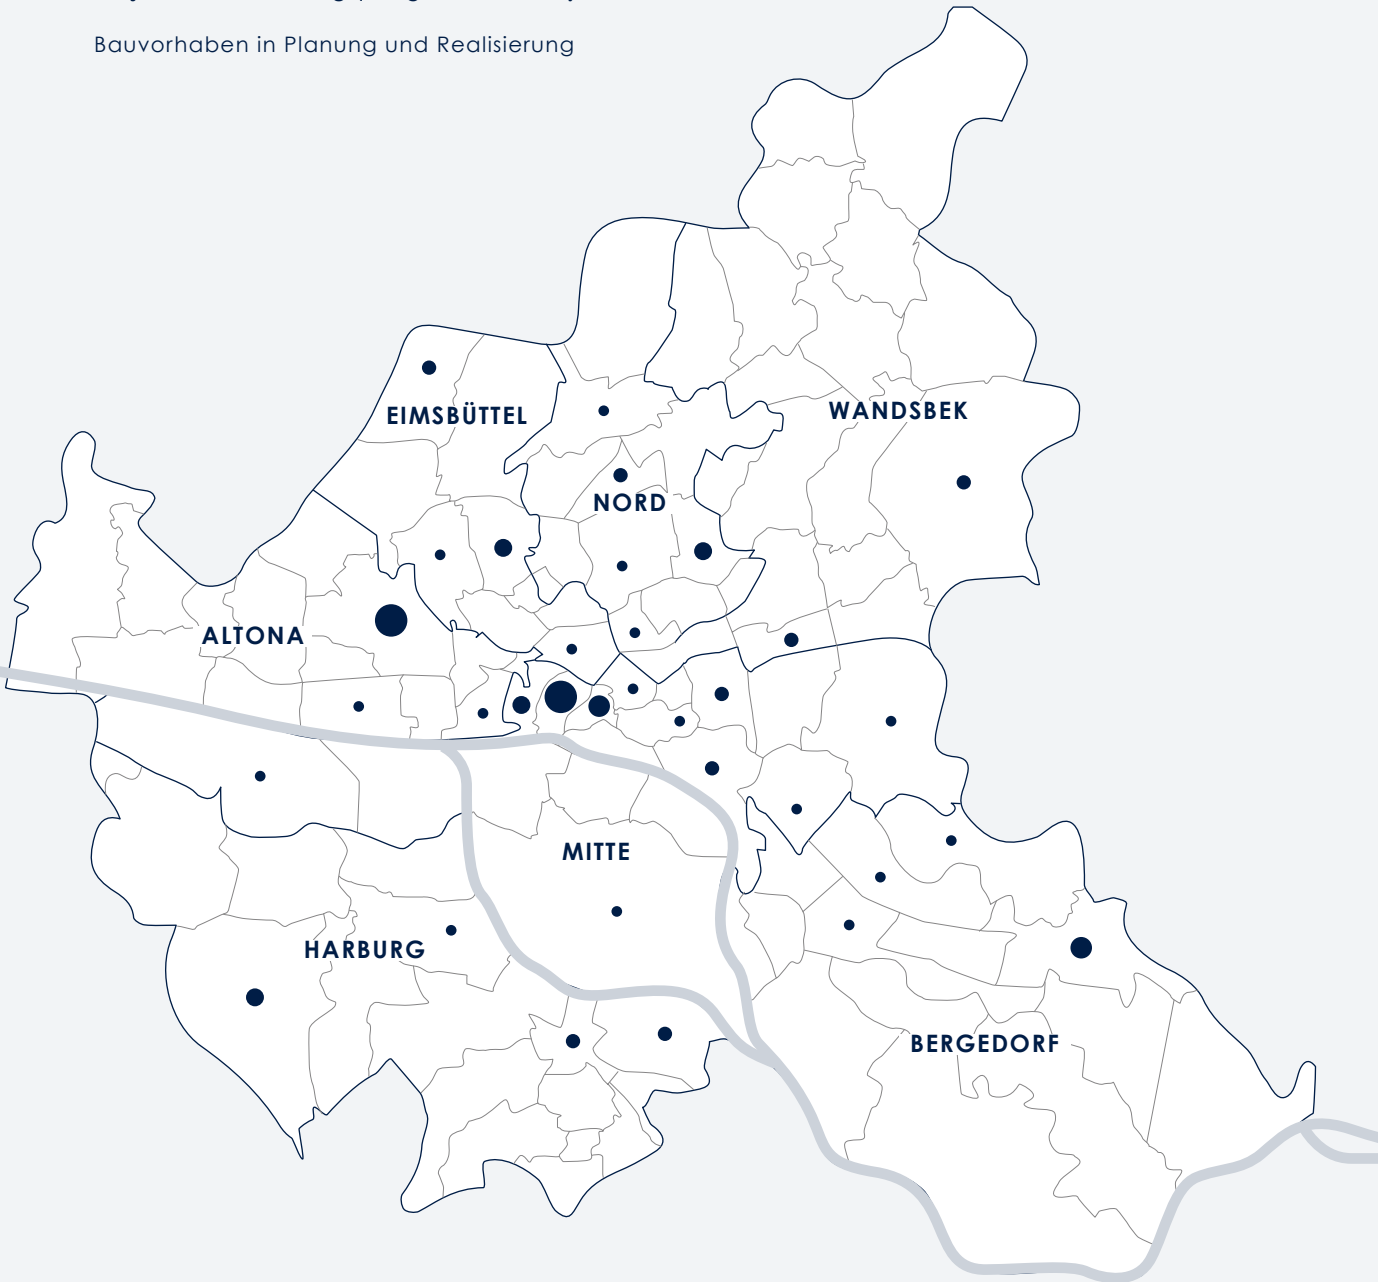 Bauvorhaben in Planung und Realisierung
WANDSBEK
EIMSBÜTTEL
NORD
ALTONA
MITTE
HARBURG
BERGEDORF